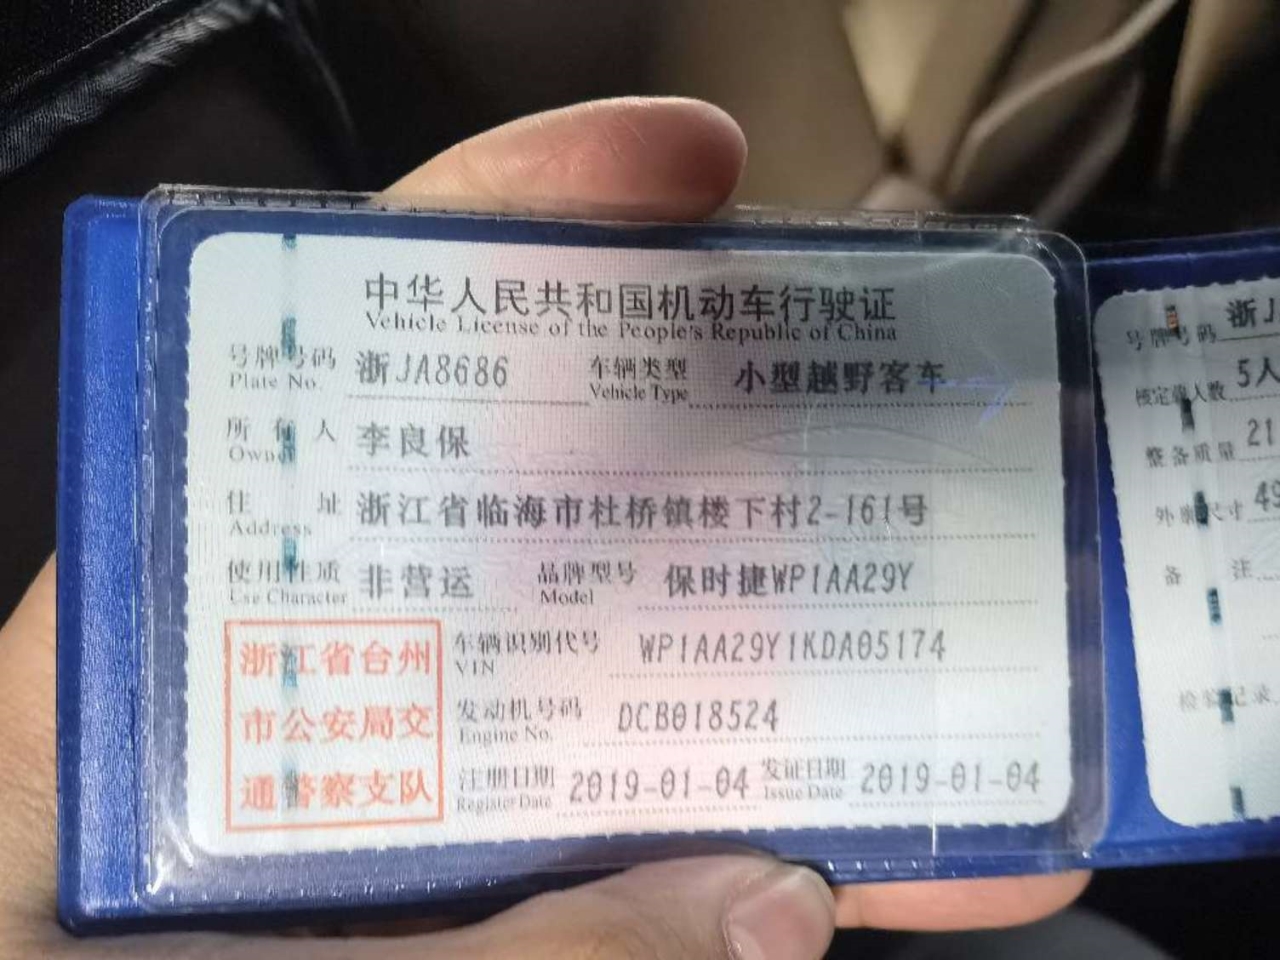 中华人民共和国机动车行驶证
Vehicle License of the People's Republic of China
号牌号码 浙JA8686 车辆类型 小型越野客车
Plate No. Vehicle Type
所有人 李良保
Owner
住址 浙江省临海市杜桥镇楼下村2-161号
Address
使用性质 非营运 品牌型号 保时捷WP1AA29Y
Use Character Model
浙江省台州
市公安局交
通警察支队
车辆识别代号 WP1AA29Y1KDA05174
VIN
发动机号码 DCB018524
Engine No.
注册日期 2019-01-04 发证日期 2019-01-04
Register Date Issue Date
号牌号码 浙J
核定载人数 5人
整备质量 21
外廓尺寸 49
备注
检验记录